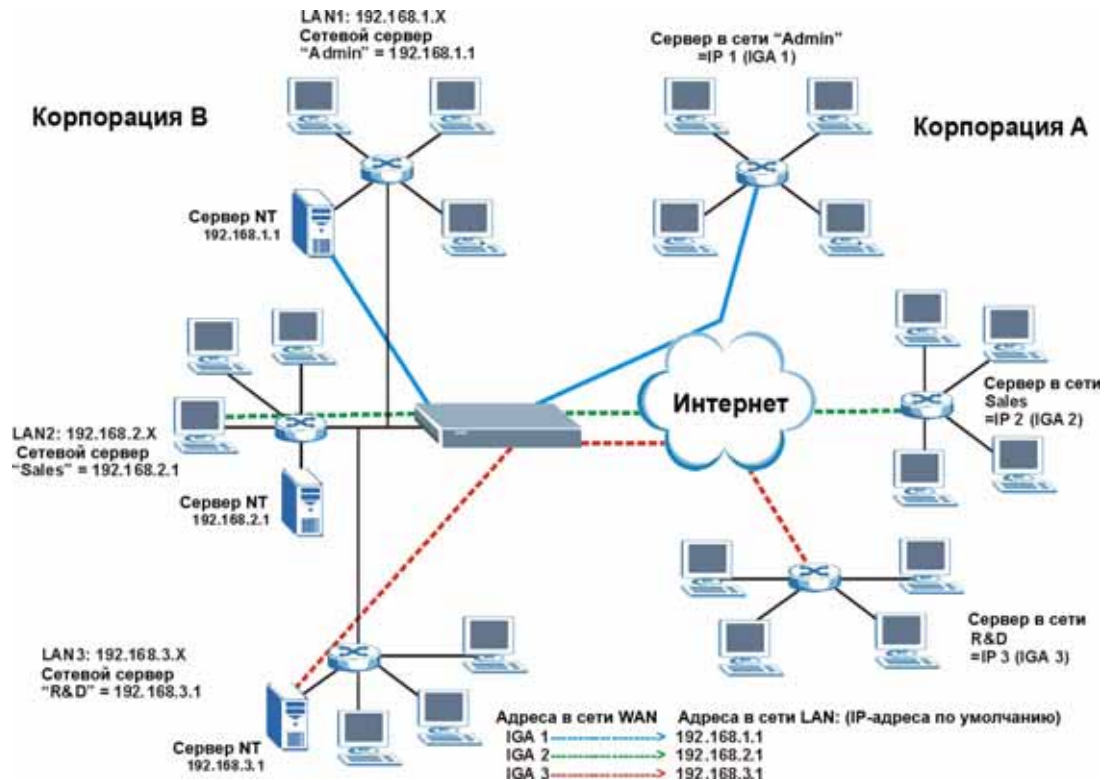 LAN1: 192.168.1.X
Сетевой сервер
“Admin” = 192.168.1.1
Сервер в сети “Admin”
=IP 1 (IGA 1)
Корпорация В
Корпорация А
Сервер NT
192.168.1.1
Интернет
Сервер в сети
Sales
=IP 2 (IGA 2)
LAN2: 192.168.2.X
Сетевой сервер
“Sales” = 192.168.2.1
Сервер NT
192.168.2.1
Сервер в сети
R&D
=IP 3 (IGA 3)
LAN3: 192.168.3.X
Сетевой сервер
“R&D” = 192.168.3.1
Сервер NT
192.168.3.1
Адреса в сети WAN Адреса в сети LAN: (IP-адреса по умолчанию)
IGA 1 192.168.1.1
IGA 2 192.168.2.1
IGA 3 192.168.3.1